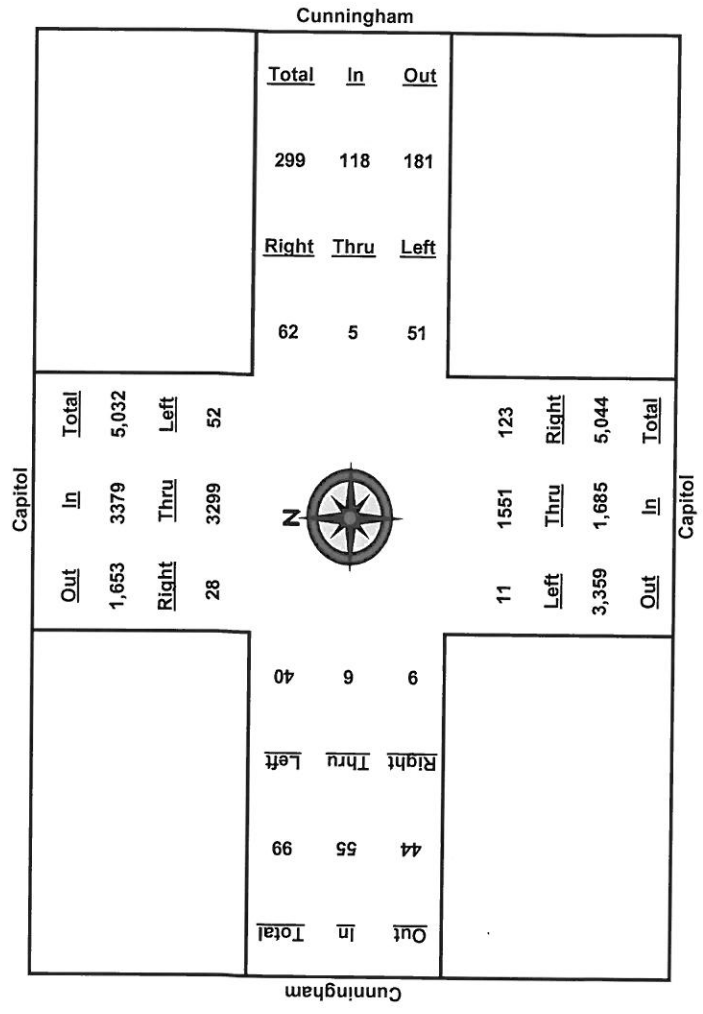 Cunningham
Total In Out
299 118 181
Right Thru Left
62 5 51
Capitol
Out In Total
1,653 3379 5,032
Right Thru Left
28 3299 52
N
11 1551 123
Left Thru Right
3,359 1,685 5,044
Out In Total
Capitol
Cunningham
Out In Total
44 55 99
Right Thru Left
9 6 40